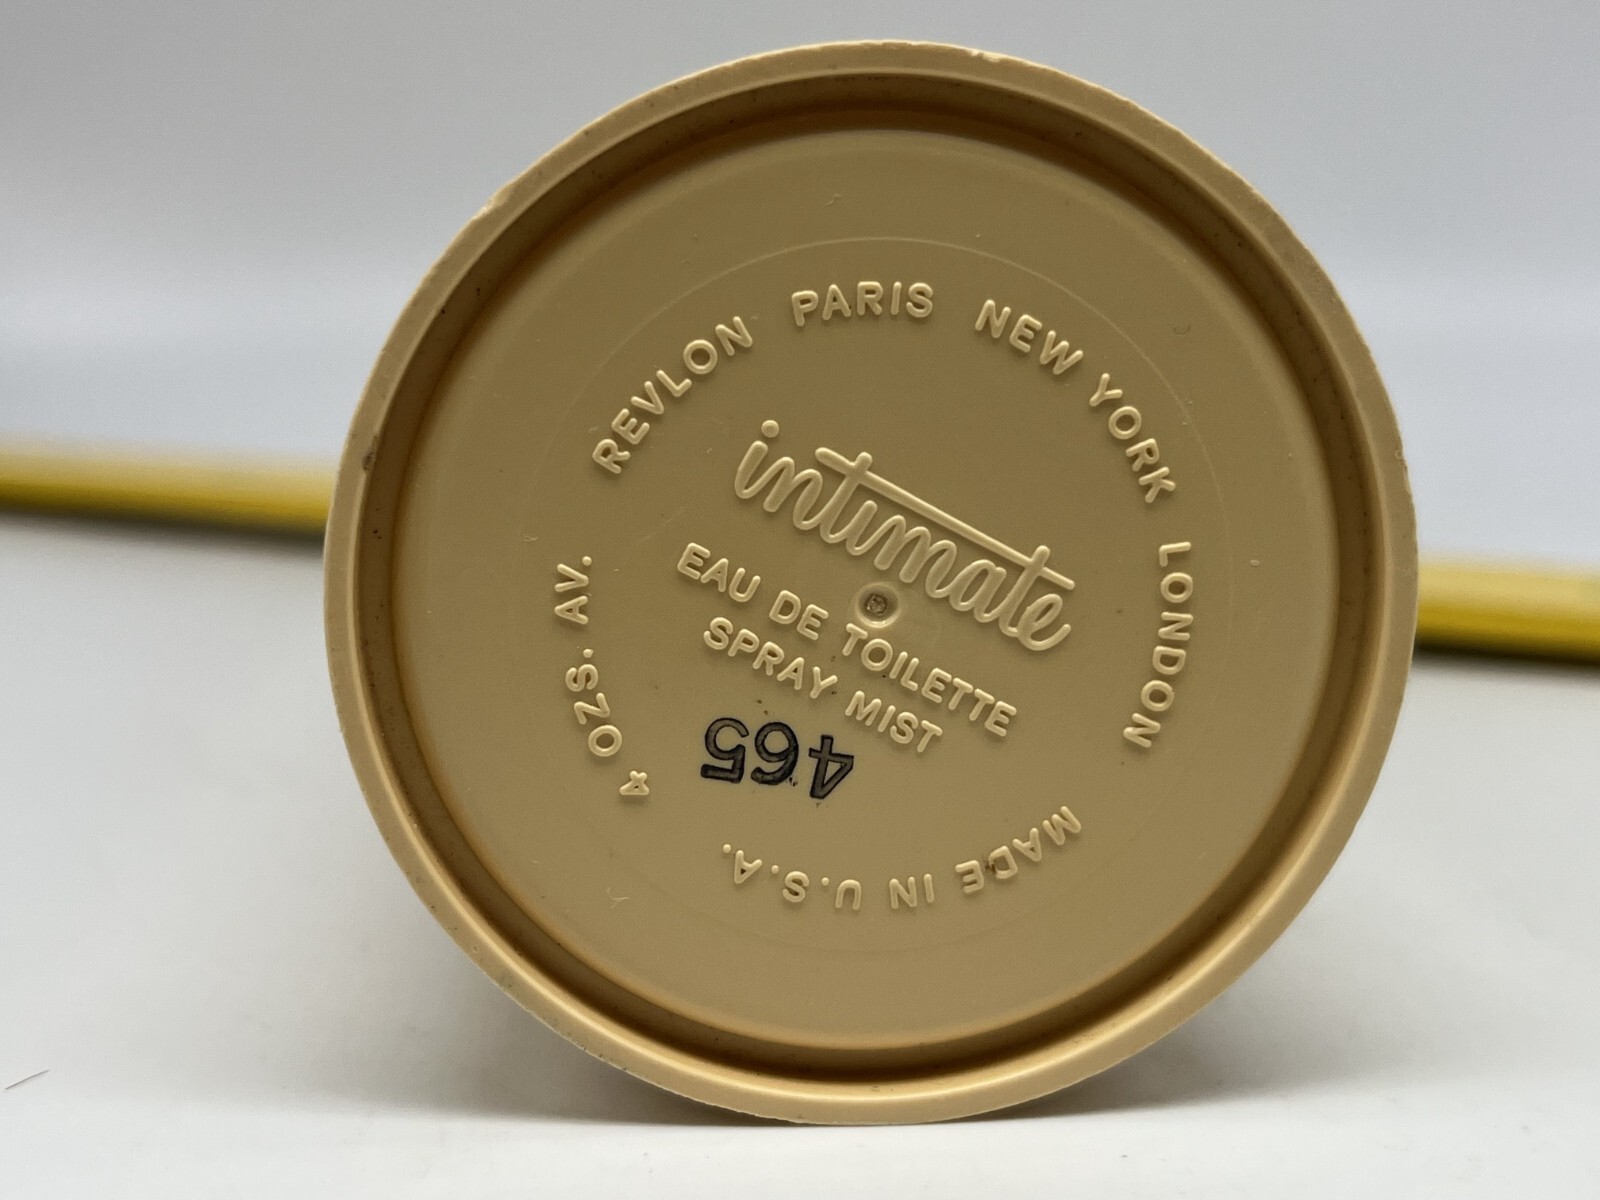 REVLON PARIS NEW YORK LONDON
intimate
EAU DE TOILETTE
SPRAY MIST
465
4 OZS. AV.
MADE IN U.S.A.